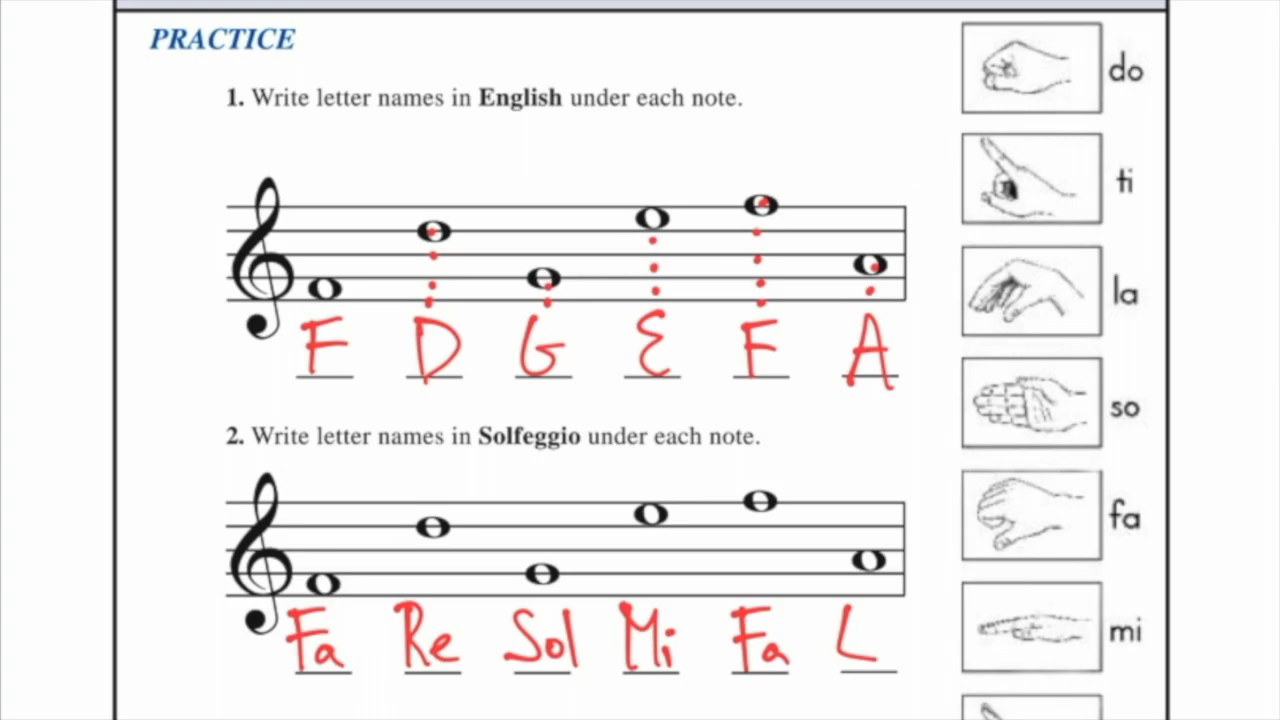 PRACTICE
1. Write letter names in English under each note.
F D G E F A
2. Write letter names in Solfeggio under each note.
Fa Re Sol Mi Fa L
do
ti
la
so
fa
mi